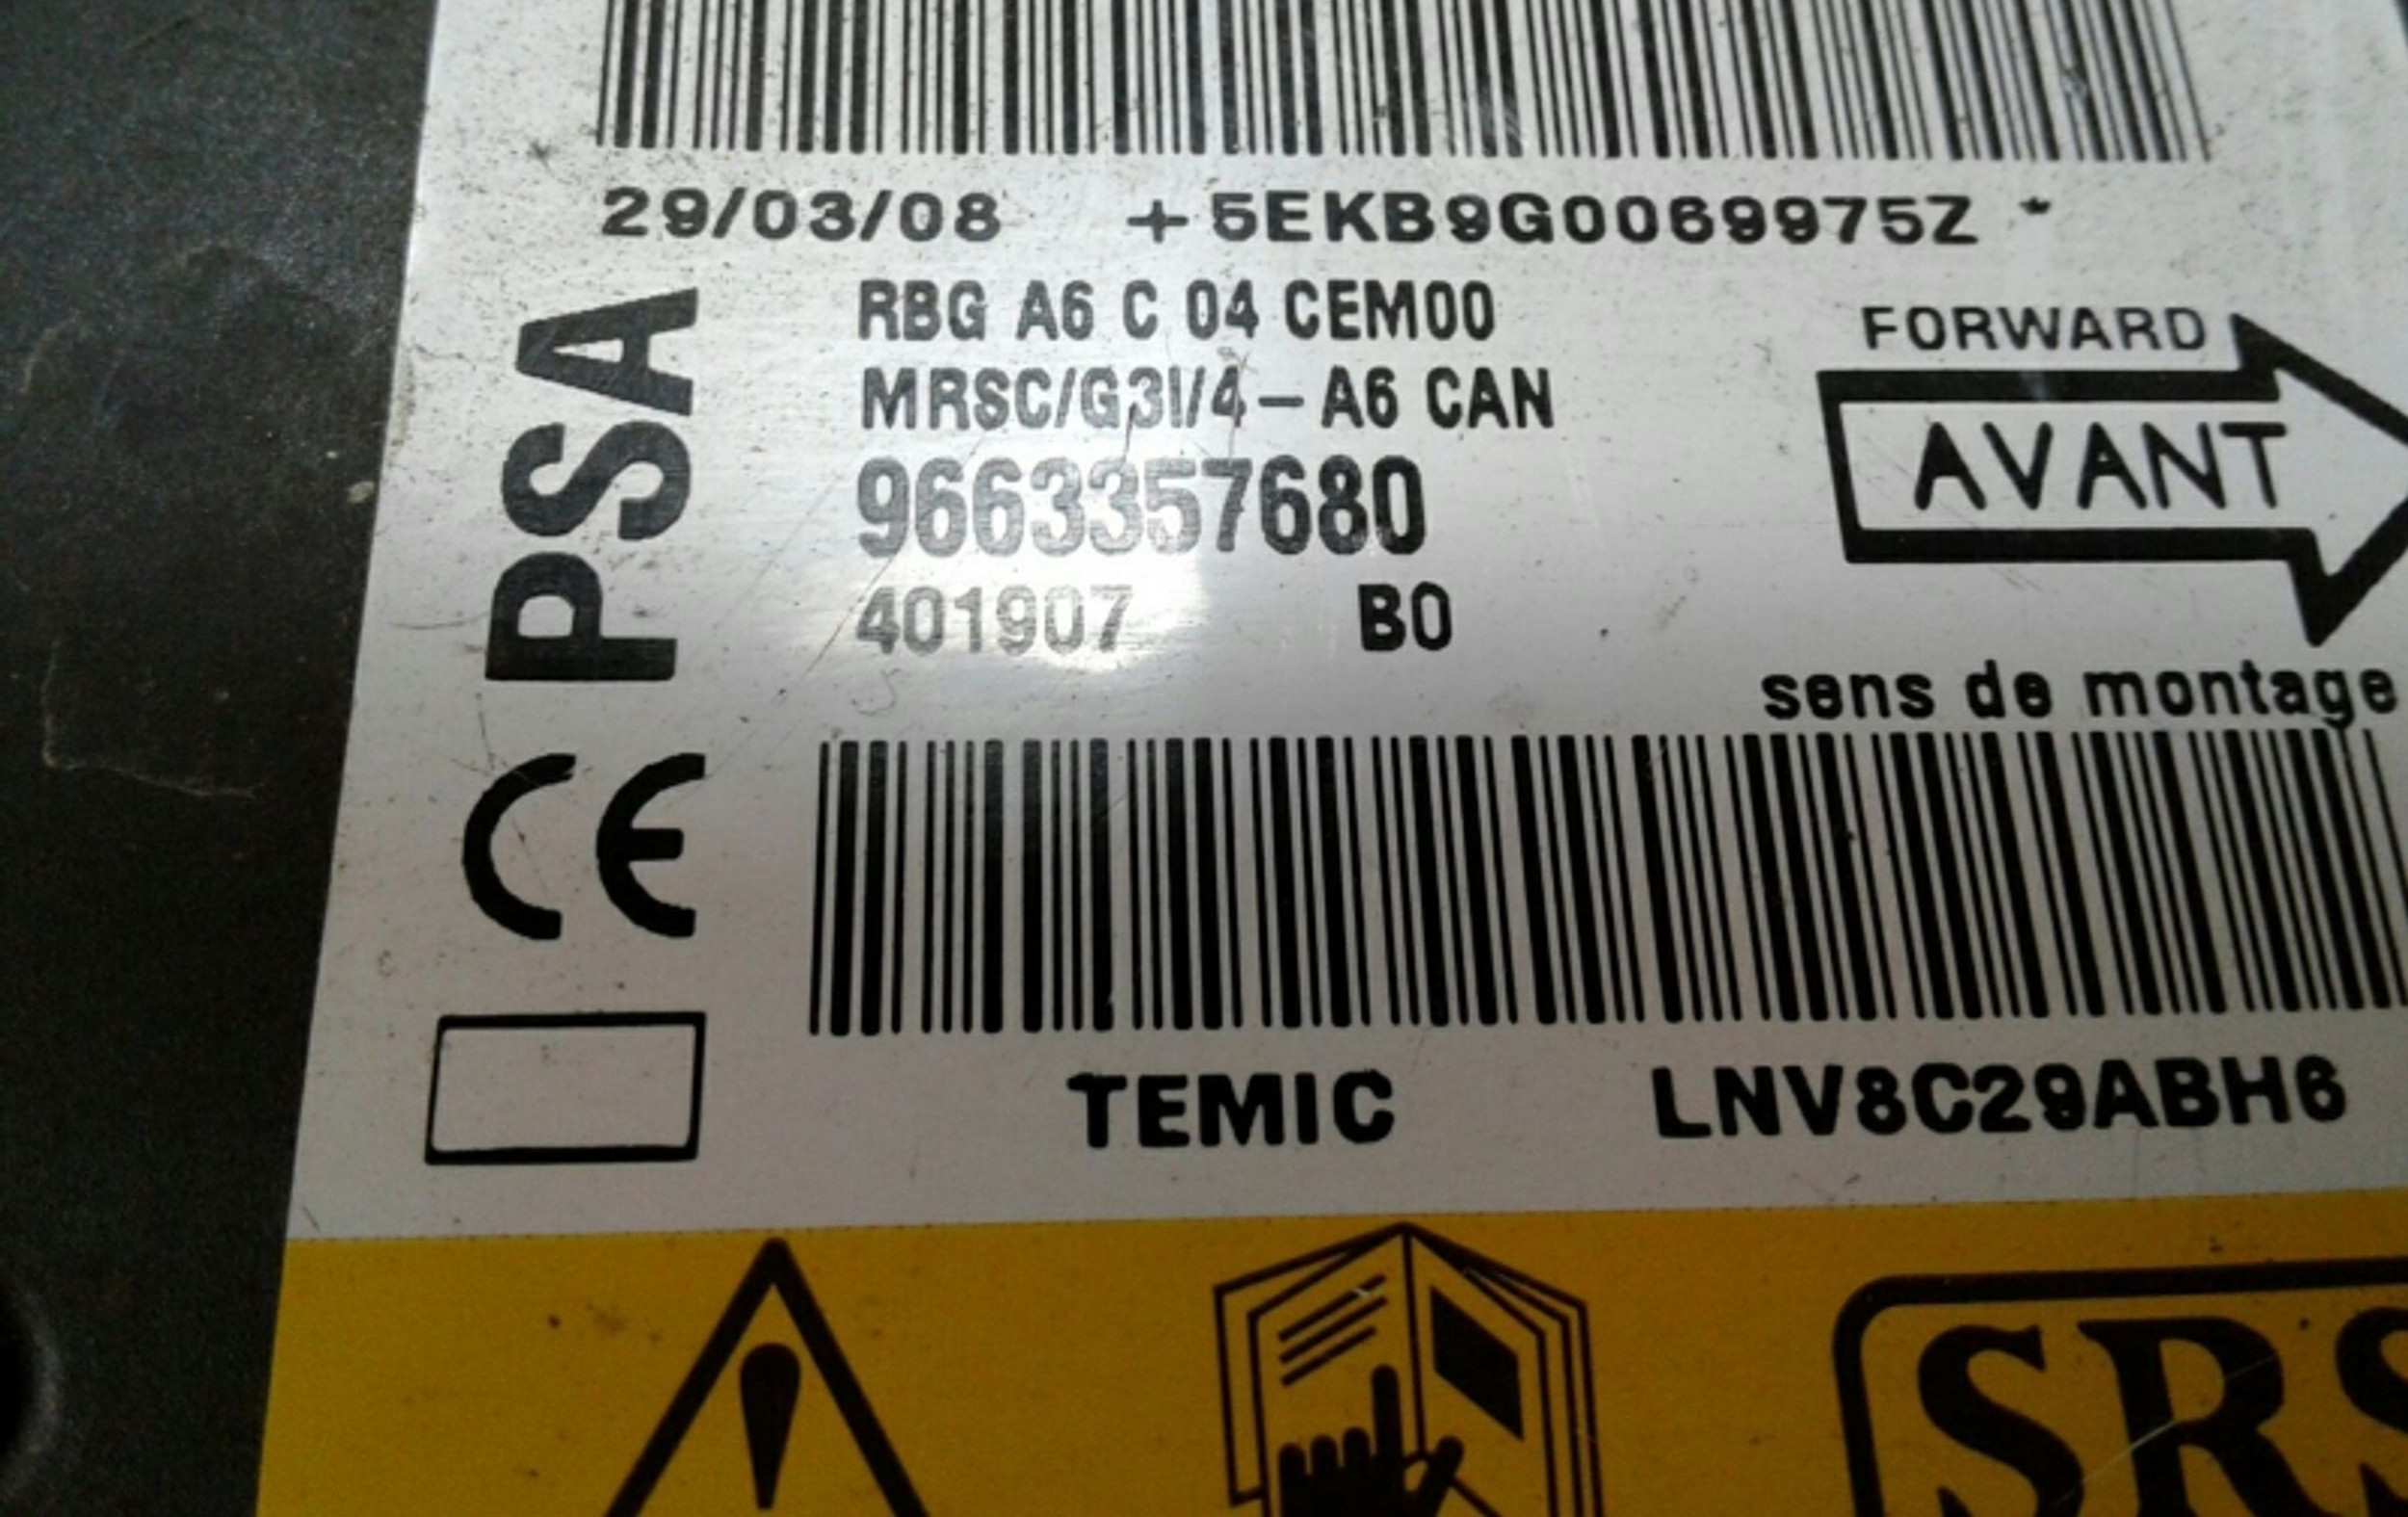 29/03/08 +5EKB9G0069975Z *
PSA
RBG A6 C 04 CEM00
MRSC/G3I/4-A6 CAN
9663357680
401907 B0
FORWARD
AVANT
sens de montage
CE
TEMIC LNV8C29ABH6
SRS